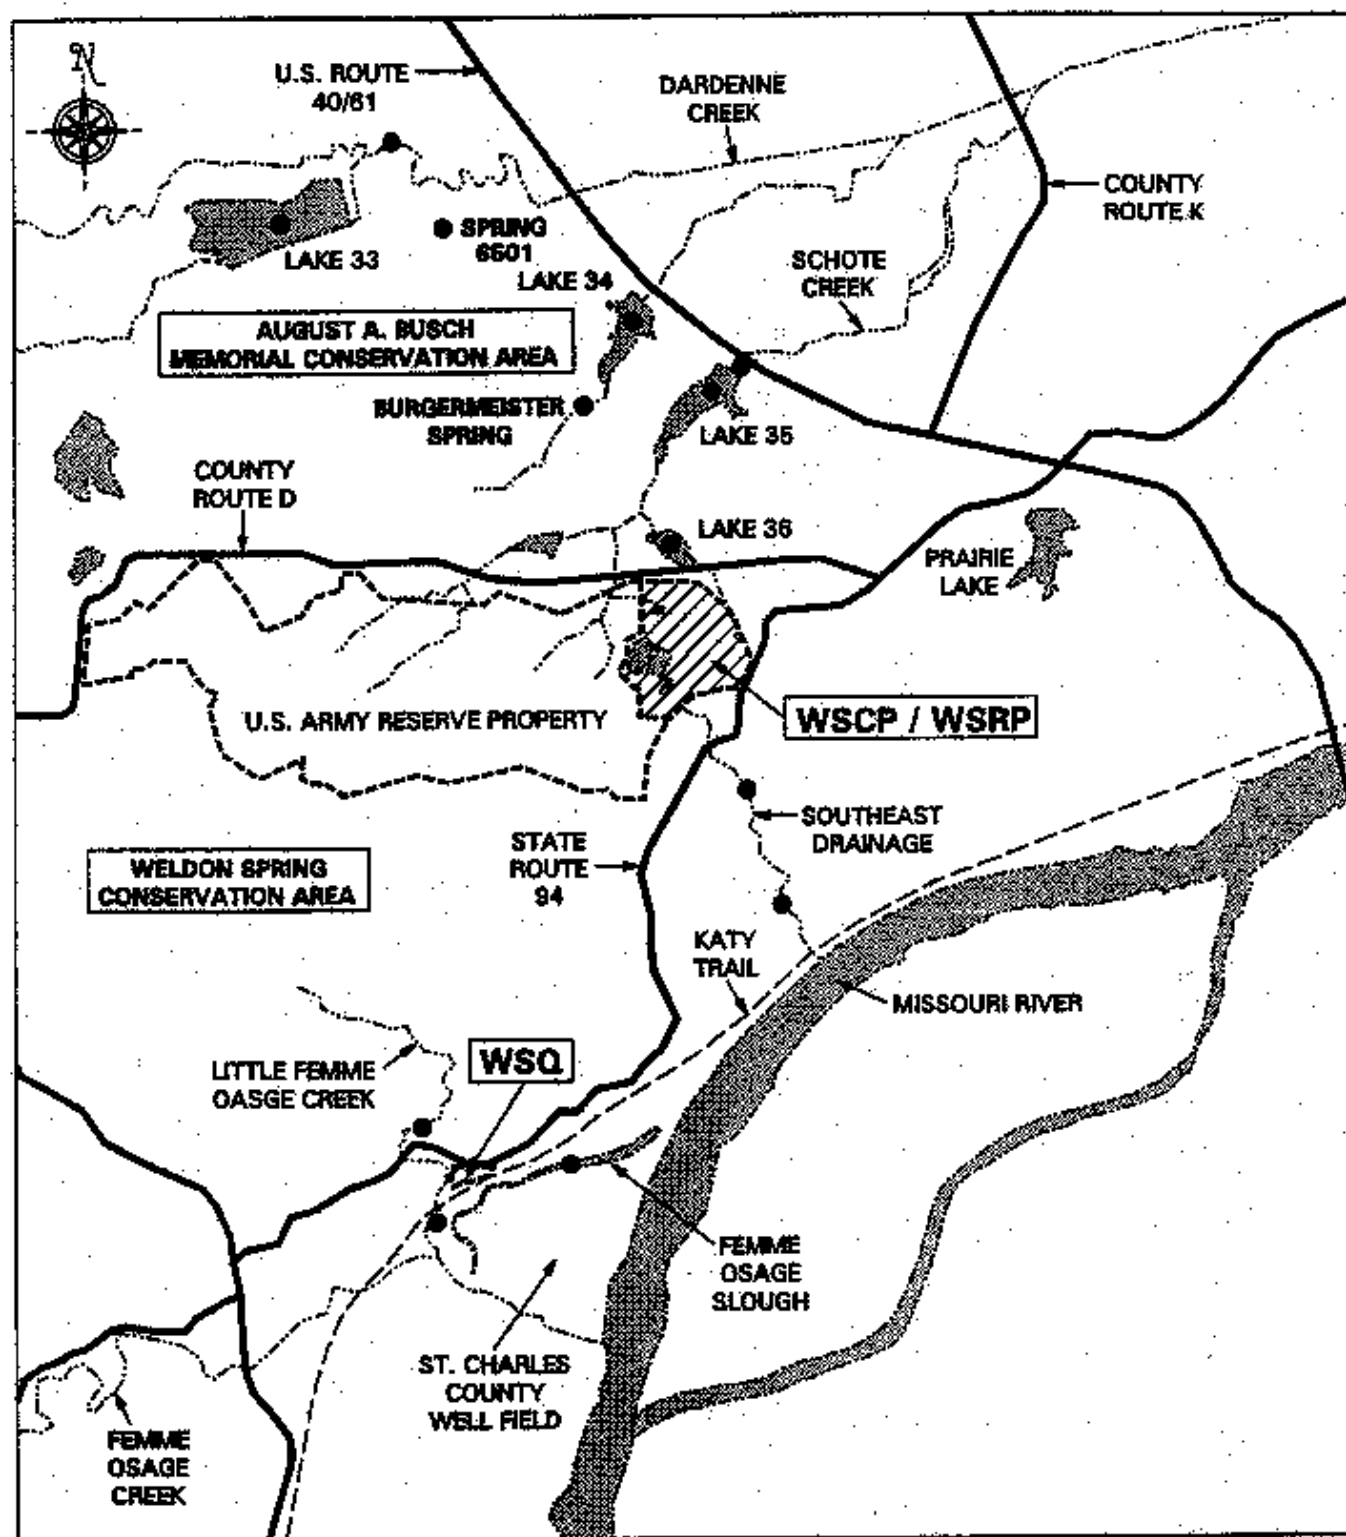 N
U.S. ROUTE
40/61
DARDENNE
CREEK
COUNTY
ROUTE K
SPRING
6501
LAKE 33
LAKE 34
SCHOTE
CREEK
AUGUST A. BUSCH
MEMORIAL CONSERVATION AREA
BURGERMEISTER
SPRING
LAKE 35
COUNTY
ROUTE D
LAKE 36
PRAIRIE
LAKE
U.S. ARMY RESERVE PROPERTY
WSCP / WSRP
SOUTHEAST
DRAINAGE
STATE
ROUTE
94
WELDON SPRING
CONSERVATION AREA
KATY
TRAIL
MISSOURI RIVER
LITTLE FEMME
OASGE CREEK
WSQ
FEMME
OSAGE
SLOUGH
ST. CHARLES
COUNTY
WELL FIELD
FEMME
OSAGE
CREEK